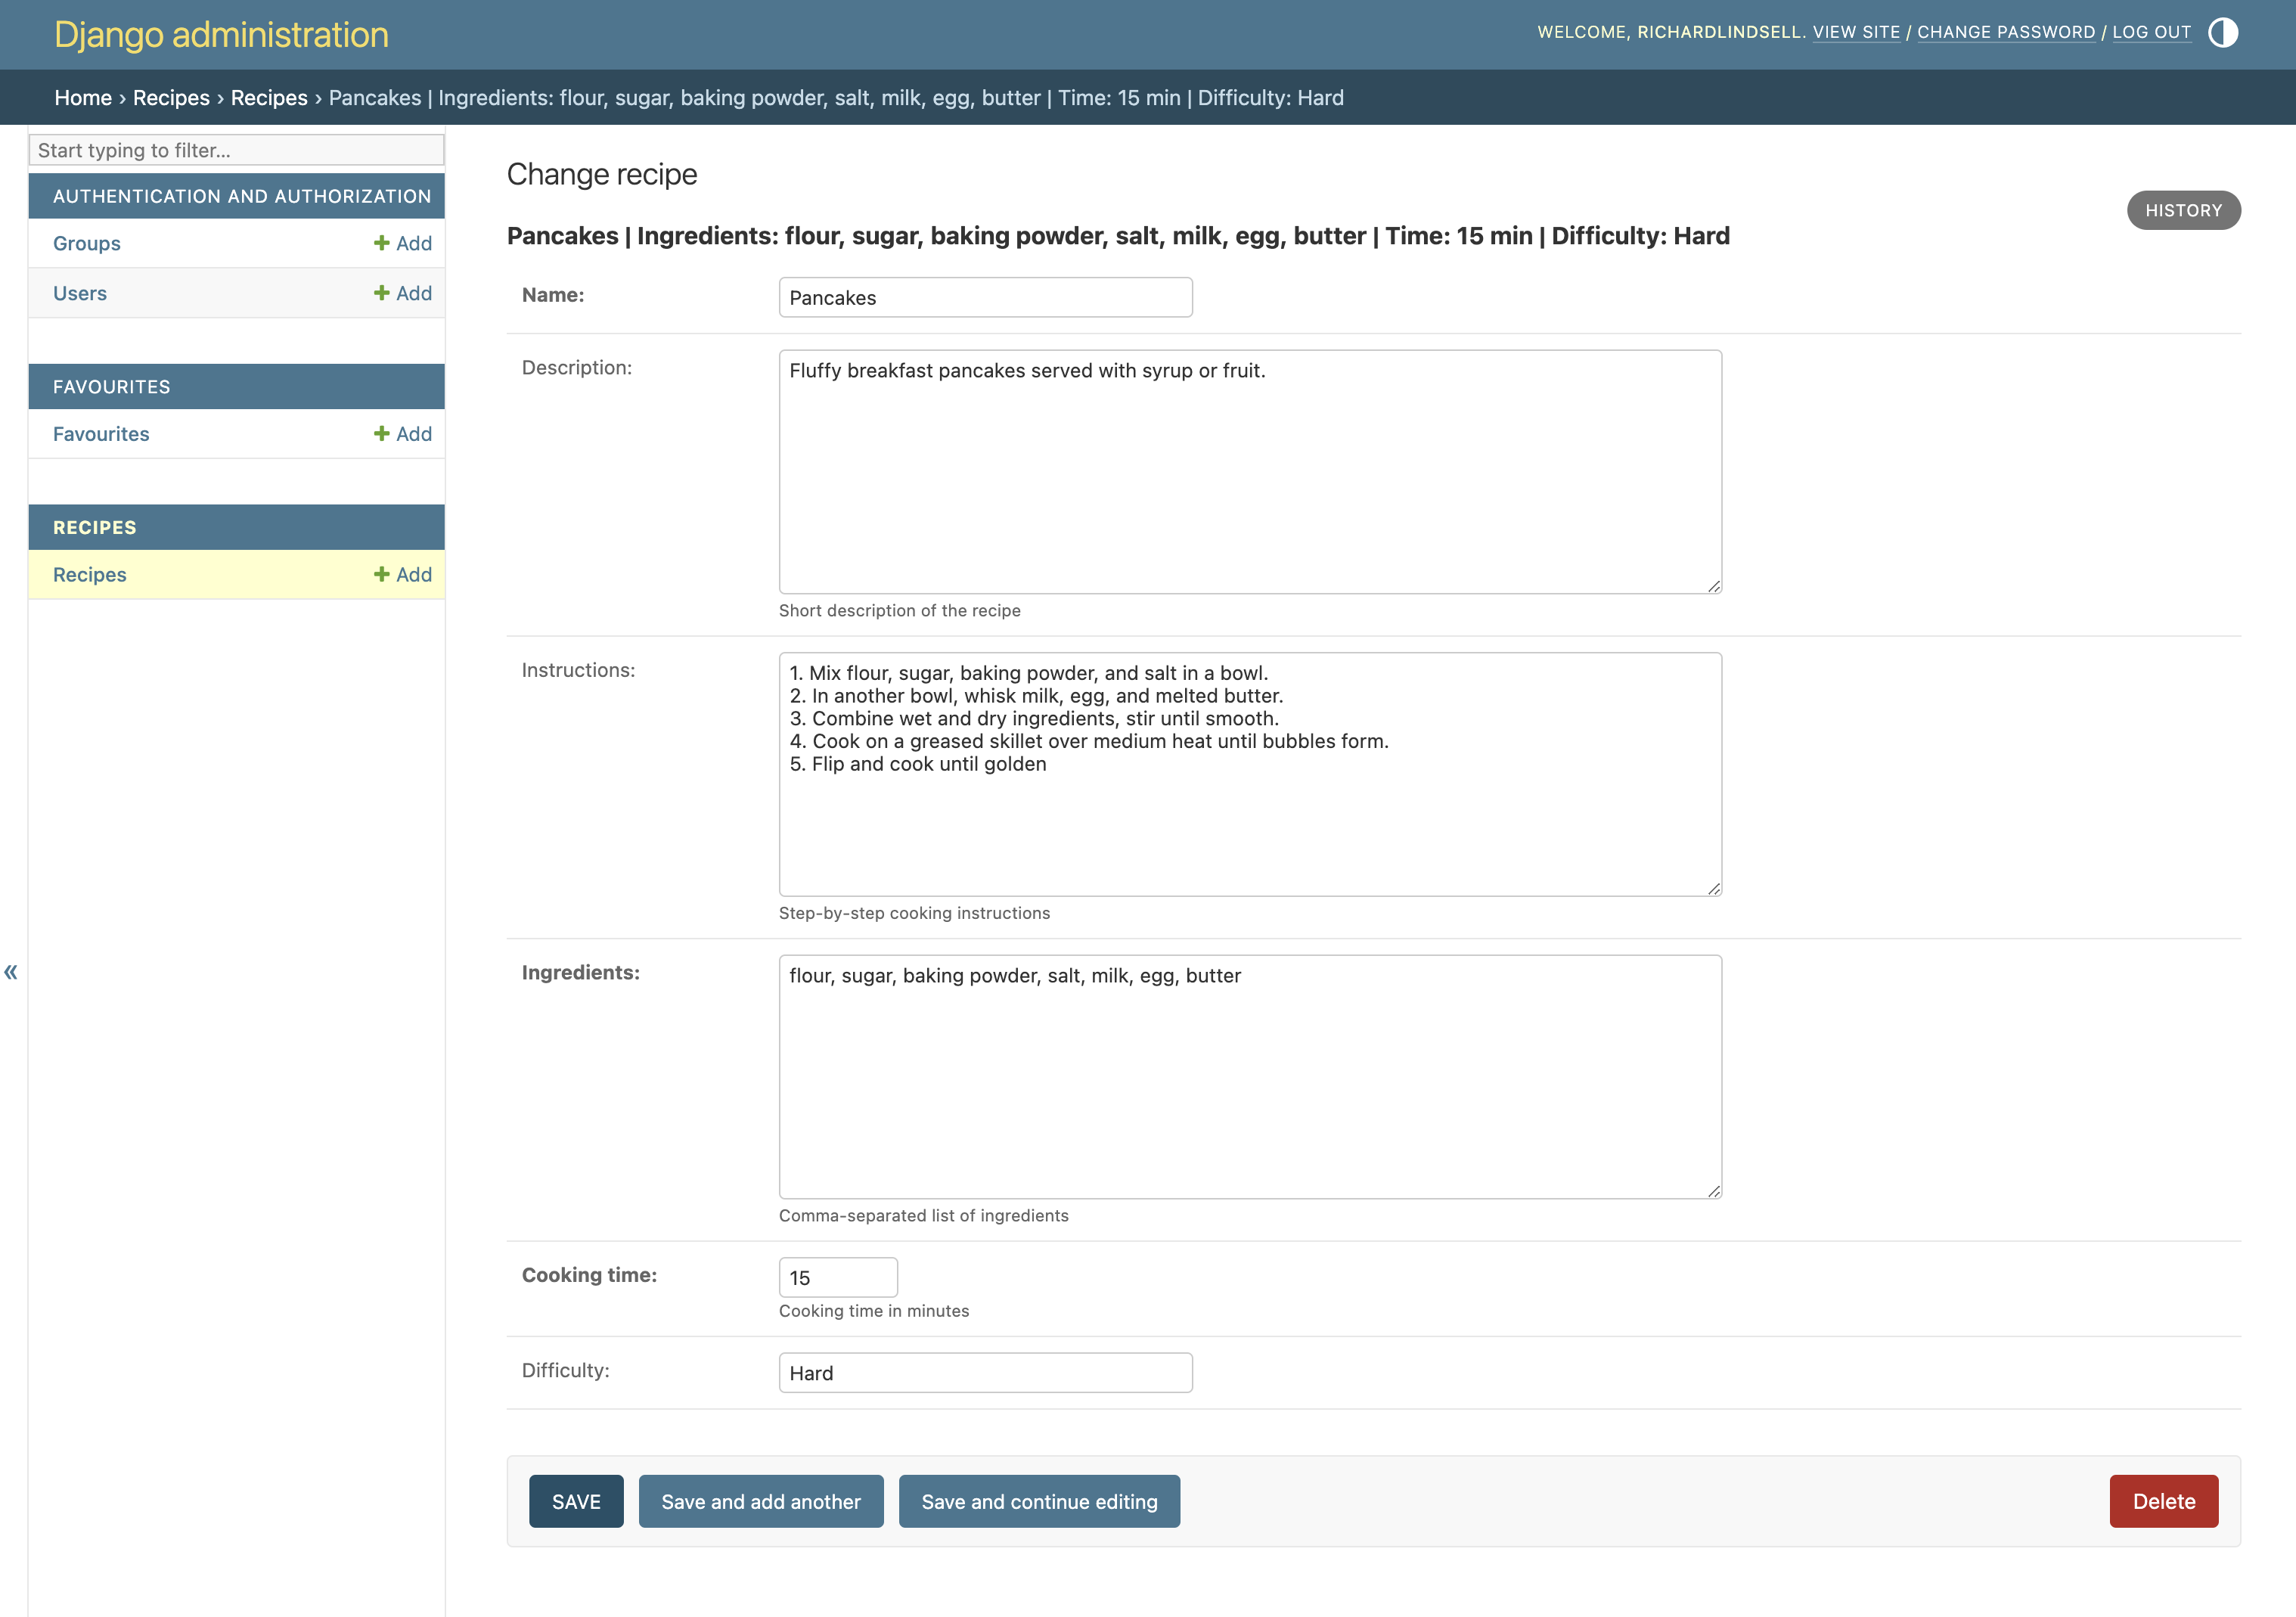 Django administration
WELCOME, RICHARDLINDSELL. VIEW SITE / CHANGE PASSWORD / LOG OUT
Home › Recipes › Recipes › Pancakes | Ingredients: flour, sugar, baking powder, salt, milk, egg, butter | Time: 15 min | Difficulty: Hard
Start typing to filter...
AUTHENTICATION AND AUTHORIZATION
Groups + Add
Users + Add
FAVOURITES
Favourites + Add
RECIPES
Recipes + Add
«
Change recipe
HISTORY
Pancakes | Ingredients: flour, sugar, baking powder, salt, milk, egg, butter | Time: 15 min | Difficulty: Hard
Name: Pancakes
Description: Fluffy breakfast pancakes served with syrup or fruit.
Short description of the recipe
Instructions: 1. Mix flour, sugar, baking powder, and salt in a bowl.
2. In another bowl, whisk milk, egg, and melted butter.
3. Combine wet and dry ingredients, stir until smooth.
4. Cook on a greased skillet over medium heat until bubbles form.
5. Flip and cook until golden
Step-by-step cooking instructions
Ingredients: flour, sugar, baking powder, salt, milk, egg, butter
Comma-separated list of ingredients
Cooking time: 15
Cooking time in minutes
Difficulty: Hard
SAVE Save and add another Save and continue editing Delete